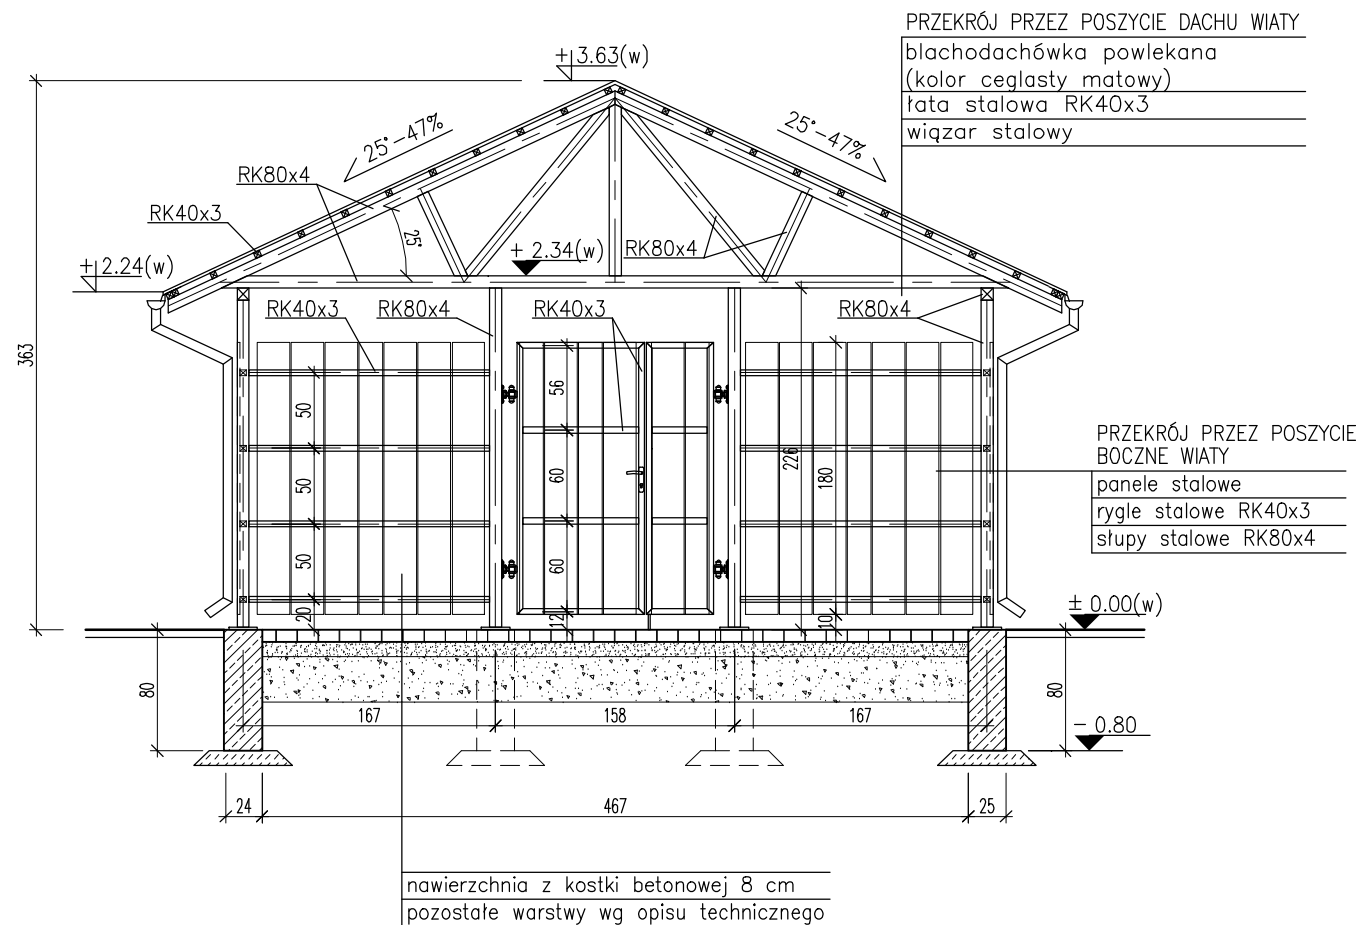 PRZEKRÓJ PRZEZ POSZYCIE DACHU WIATY
blachodachówka powlekana
(kolor ceglasty matowy)
łata stalowa RK40x3
wiązar stalowy
+3.63(w)
25°-47%
25°-47%
RK80x4
RK40x3
25°
+2.34(w)
RK80x4
+2.24(w)
RK40x3
RK80x4
RK40x3
RK80x4
363
50
50
50
20
56
60
60
12
226
180
10
PRZEKRÓJ PRZEZ POSZYCIE
BOCZNE WIATY
panele stalowe
rygle stalowe RK40x3
słupy stalowe RK80x4
± 0.00(w)
80
80
167
158
167
- 0.80
24
467
25
nawierzchnia z kostki betonowej 8 cm
pozostałe warstwy wg opisu technicznego